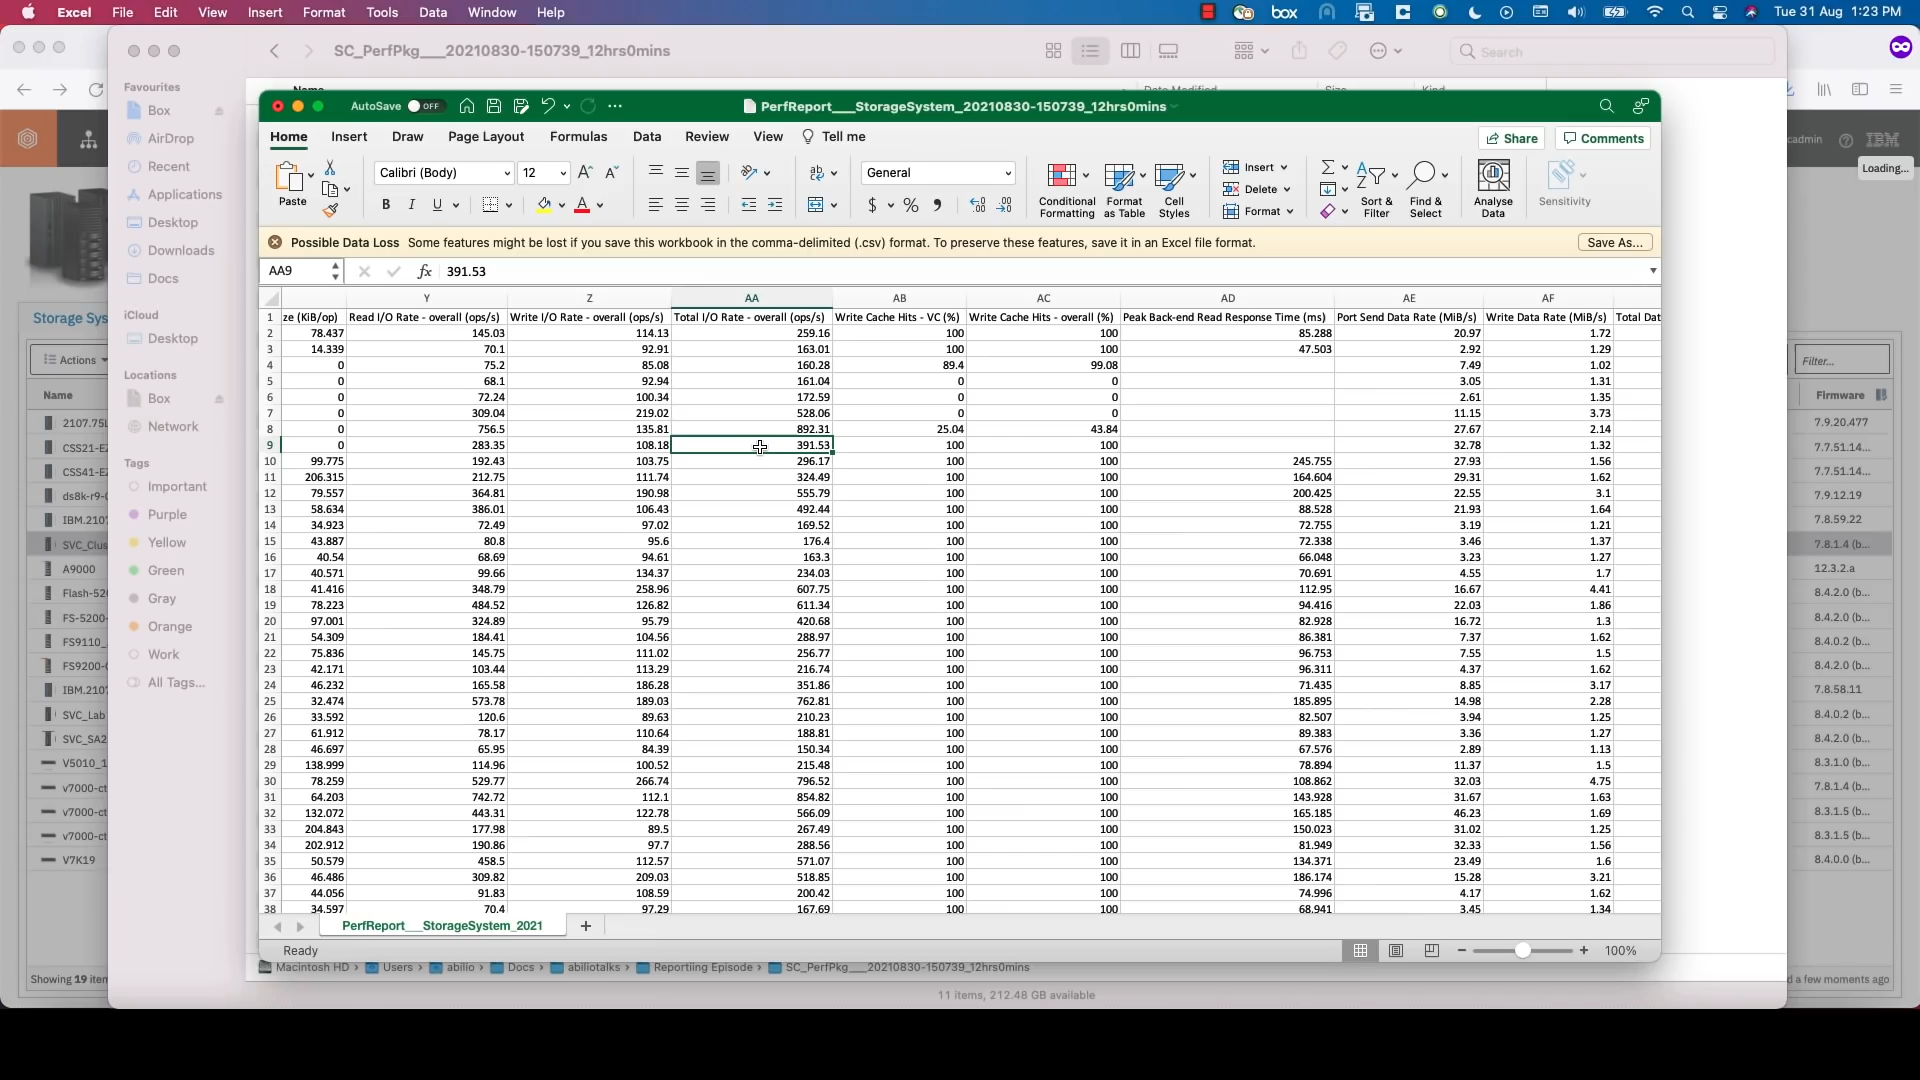 Excel File Edit View Insert Format Tools Data Window Help box Tue 31 Aug 1:23 PM
SC_PerfPkg___20210830-150739_12hrs0mins Search
Favourites
Box
AirDrop
Recent
Applications
Desktop
Downloads
Docs
iCloud
Desktop
Locations
Box
Network
Tags
Important
Purple
Yellow
Green
Gray
Orange
Work
All Tags...
AutoSave OFF PerfReport___StorageSystem_20210830-150739_12hrs0mins
Home Insert Draw Page Layout Formulas Data Review View Tell me Share Comments
Paste Calibri (Body) 12 General Conditional Formatting Format as Table Cell Styles Insert Delete Format Sort & Filter Find & Select Analyse Data Sensitivity
Possible Data Loss Some features might be lost if you save this workbook in the comma-delimited (.csv) format. To preserve these features, save it in an Excel file format. Save As...
AA9 fx 391.53
Y Z AA AB AC AD AE AF
1 ze (KiB/op) Read I/O Rate - overall (ops/s) Write I/O Rate - overall (ops/s) Total I/O Rate - overall (ops/s) Write Cache Hits - VC (%) Write Cache Hits - overall (%) Peak Back-end Read Response Time (ms) Port Send Data Rate (MiB/s) Write Data Rate (MiB/s) Total Dat
2 78.437 145.03 114.13 259.16 100 100 85.288 20.97 1.72
3 14.339 70.1 92.91 163.01 100 100 47.503 2.92 1.29
4 0 75.2 85.08 160.28 89.4 99.08 7.49 1.02
5 0 68.1 92.94 161.04 0 0 3.05 1.31
6 0 72.24 100.34 172.59 0 0 2.61 1.35
7 0 309.04 219.02 528.06 0 0 11.15 3.73
8 0 756.5 135.81 892.31 25.04 43.84 27.67 2.14
9 0 283.35 108.18 391.53 100 100 32.78 1.32
10 99.775 192.43 103.75 296.17 100 100 245.755 27.93 1.56
11 206.315 212.75 111.74 324.49 100 100 164.604 29.31 1.62
12 79.557 364.81 190.98 555.79 100 100 200.425 22.55 3.1
13 58.634 386.01 106.43 492.44 100 100 88.528 21.93 1.64
14 34.923 72.49 97.02 169.52 100 100 72.755 3.19 1.21
15 43.887 80.8 95.6 176.4 100 100 72.338 3.46 1.37
16 40.54 68.69 94.61 163.3 100 100 66.048 3.23 1.27
17 40.571 99.66 134.37 234.03 100 100 70.691 4.55 1.7
18 41.416 348.79 258.96 607.75 100 100 112.95 16.67 4.41
19 78.223 484.52 126.82 611.34 100 100 94.416 22.03 1.86
20 97.001 324.89 95.79 420.68 100 100 82.928 16.72 1.3
21 54.309 184.41 104.56 288.97 100 100 86.381 7.37 1.62
22 75.836 145.75 111.02 256.77 100 100 96.753 7.55 1.5
23 42.171 103.44 113.29 216.74 100 100 96.311 4.37 1.62
24 46.232 165.58 186.28 351.86 100 100 71.435 8.85 3.17
25 32.474 573.78 189.03 762.81 100 100 185.895 14.98 2.28
26 33.592 120.6 89.63 210.23 100 100 82.507 3.94 1.25
27 61.912 78.17 110.64 188.81 100 100 89.383 3.36 1.27
28 46.697 65.95 84.39 150.34 100 100 67.576 2.89 1.13
29 138.999 114.96 100.52 215.48 100 100 78.894 11.37 1.5
30 78.259 529.77 266.74 796.52 100 100 108.862 32.03 4.75
31 64.203 742.72 112.1 854.82 100 100 143.928 31.67 1.63
32 132.072 443.31 122.78 566.09 100 100 165.185 46.23 1.69
33 204.843 177.98 89.5 267.49 100 100 150.023 31.02 1.25
34 202.912 190.86 97.7 288.56 100 100 81.949 32.33 1.56
35 50.579 458.5 112.57 571.07 100 100 134.371 23.49 1.6
36 46.486 309.82 209.03 518.85 100 100 186.174 15.28 3.21
37 44.056 91.83 108.59 200.42 100 100 74.996 4.17 1.62
38 34.597 70.4 97.29 167.69 100 100 68.941 3.45 1.34
PerfReport___StorageSystem_2021
Ready 100%
Macintosh HD Users abilio Docs abiliotalks Reportiing Episode SC_PerfPkg___20210830-150739_12hrs0mins
11 items, 212.48 GB available
Storage Sys
Actions
Name
2107.75L
CSS21-EZ
CSS41-EZ
ds8k-r9-0
IBM.2107
SVC_Clus
A9000
Flash-520
FS-5200-
FS9110_
FS9200-0
IBM.2107
SVC_Lab
SVC_SA2
V5010_1
v7000-ct
v7000-ct
v7000-ct
V7K19
Showing 19 iten
cadmin IBM
Loading...
Filter...
Firmware
7.9.20.477
7.7.51.14...
7.7.51.14...
7.9.12.19
7.8.59.22
7.8.1.4 (b...
12.3.2.a
8.4.2.0 (b...
8.4.2.0 (b...
8.4.0.2 (b...
8.4.2.0 (b...
7.8.58.11
8.4.0.2 (b...
8.4.2.0 (b...
8.3.1.0 (b...
7.8.1.4 (b...
8.3.1.5 (b...
8.3.1.5 (b...
8.4.0.0 (b...
d a few moments ago